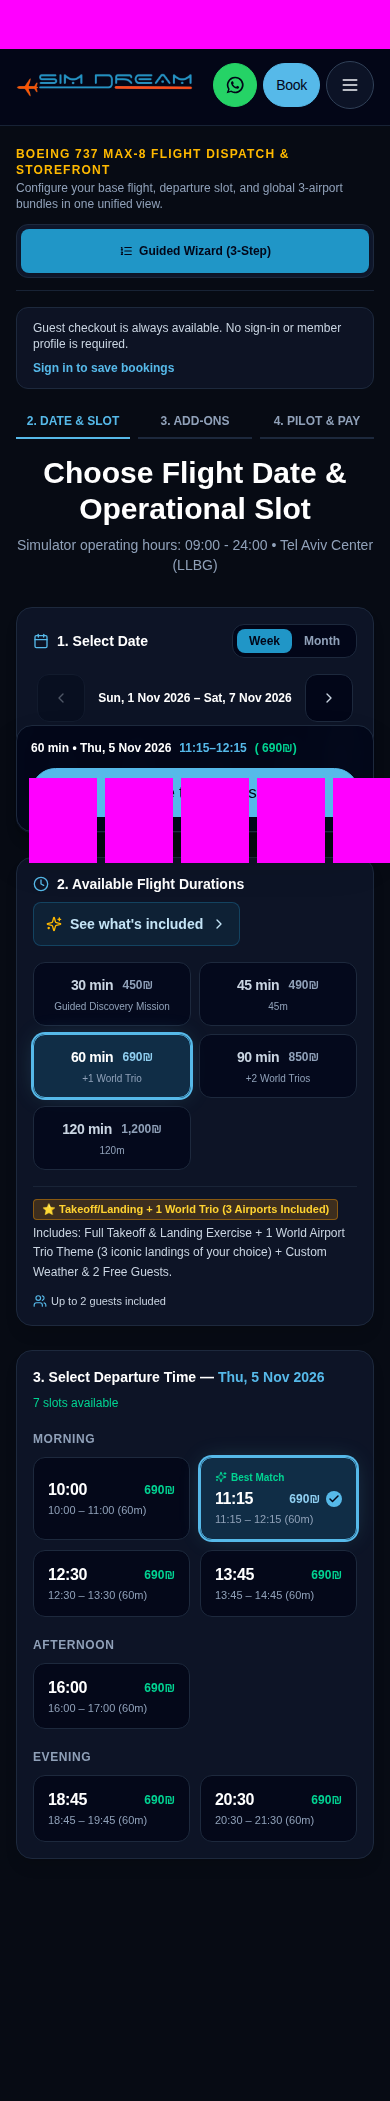 SIM DREAM
Book
BOEING 737 MAX-8 FLIGHT DISPATCH &
STOREFRONT
Configure your base flight, departure slot, and global 3-airport
bundles in one unified view.
Guided Wizard (3-Step)
Guest checkout is always available. No sign-in or member
profile is required.
Sign in to save bookings
2. DATE & SLOT
3. ADD-ONS
4. PILOT & PAY
Choose Flight Date &
Operational Slot
Simulator operating hours: 09:00 - 24:00 • Tel Aviv Center
(LLBG)
1. Select Date
Week
Month
Sun, 1 Nov 2026 – Sat, 7 Nov 2026
60 min • Thu, 5 Nov 2026 11:15–12:15 ( 690₪)
2. Available Flight Durations
See what's included
30 min 450₪
Guided Discovery Mission
45 min 490₪
45m
60 min 690₪
+1 World Trio
90 min 850₪
+2 World Trios
120 min 1,200₪
120m
⭐ Takeoff/Landing + 1 World Trio (3 Airports Included)
Includes: Full Takeoff & Landing Exercise + 1 World Airport
Trio Theme (3 iconic landings of your choice) + Custom
Weather & 2 Free Guests.
Up to 2 guests included
3. Select Departure Time — Thu, 5 Nov 2026
7 slots available
MORNING
10:00 690₪
10:00 – 11:00 (60m)
Best Match
11:15 690₪
11:15 – 12:15 (60m)
12:30 690₪
12:30 – 13:30 (60m)
13:45 690₪
13:45 – 14:45 (60m)
AFTERNOON
16:00 690₪
16:00 – 17:00 (60m)
EVENING
18:45 690₪
18:45 – 19:45 (60m)
20:30 690₪
20:30 – 21:30 (60m)